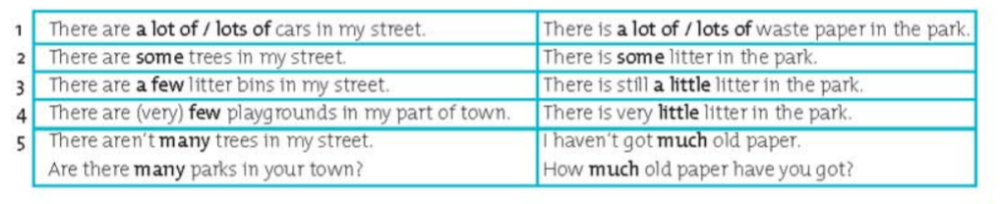 1 There are a lot of / lots of cars in my street. There is a lot of / lots of waste paper in the park.
2 There are some trees in my street. There is some litter in the park.
3 There are a few litter bins in my street. There is still a little litter in the park.
4 There are (very) few playgrounds in my part of town. There is very little litter in the park.
5 There aren't many trees in my street. I haven't got much old paper.
Are there many parks in your town? How much old paper have you got?